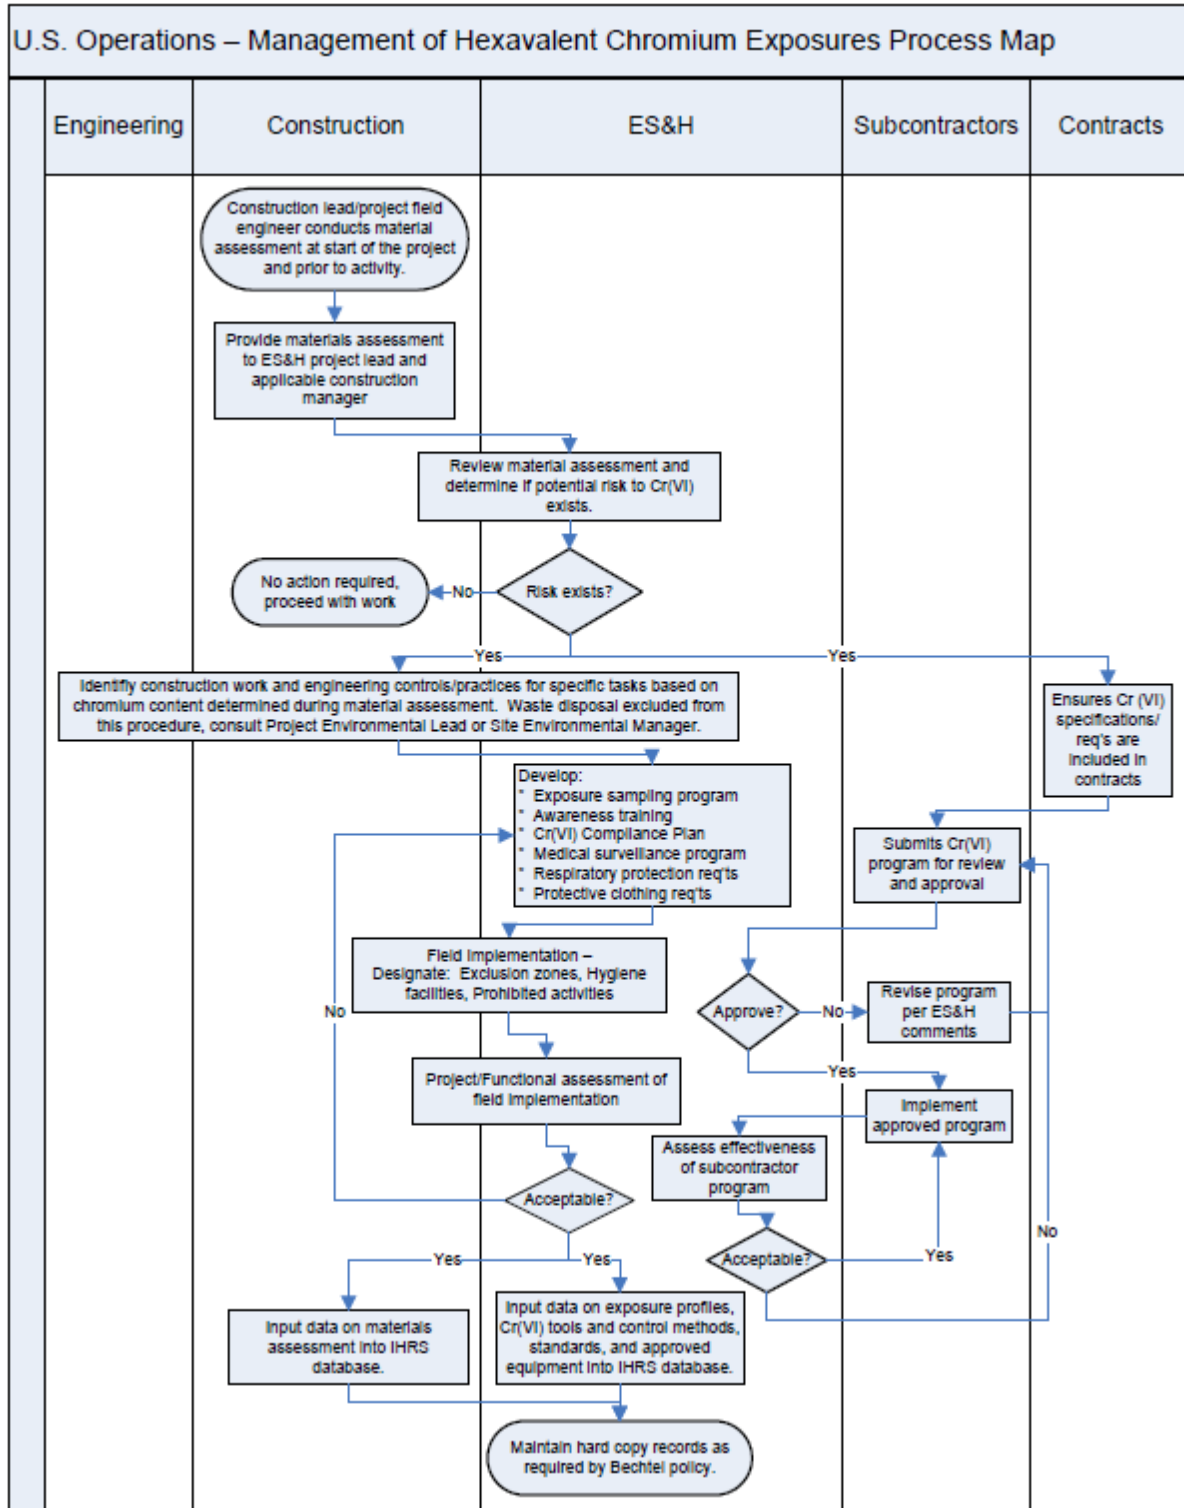 U.S. Operations – Management of Hexavalent Chromium Exposures Process Map
Engineering
Construction
ES&H
Subcontractors
Contracts
Construction lead/project field
engineer conducts material
assessment at start of the project
and prior to activity.
Provide materials assessment
to ES&H project lead and
applicable construction
manager
Review material assessment and
determine if potential risk to Cr(VI)
exists.
No action required,
proceed with work
No
Risk exists?
Yes
Yes
Identifiy construction work and engineering controls/practices for specific tasks based on
chromium content determined during material assessment. Waste disposal excluded from
this procedure, consult Project Environmental Lead or Site Environmental Manager.
Ensures Cr (VI)
specifications/
req's are
included in
contracts
Develop:
* Exposure sampling program
* Awareness training
* Cr(VI) Compliance Plan
* Medical surveillance program
* Respiratory protection req'ts
* Protective clothing req'ts
Submits Cr(VI)
program for review
and approval
Field Implementation –
Designate: Exclusion zones, Hygiene
facilities, Prohibited activities
No
Approve?
No
Revise program
per ES&H
comments
Yes
Project/Functional assessment of
field implementation
Implement
approved program
Assess effectiveness
of subcontractor
program
Acceptable?
Acceptable?
Yes
No
Yes
Yes
Input data on materials
assessment into IHRS
database.
Input data on exposure profiles,
Cr(VI) tools and control methods,
standards, and approved
equipment into IHRS database.
Maintain hard copy records as
required by Bechtel policy.